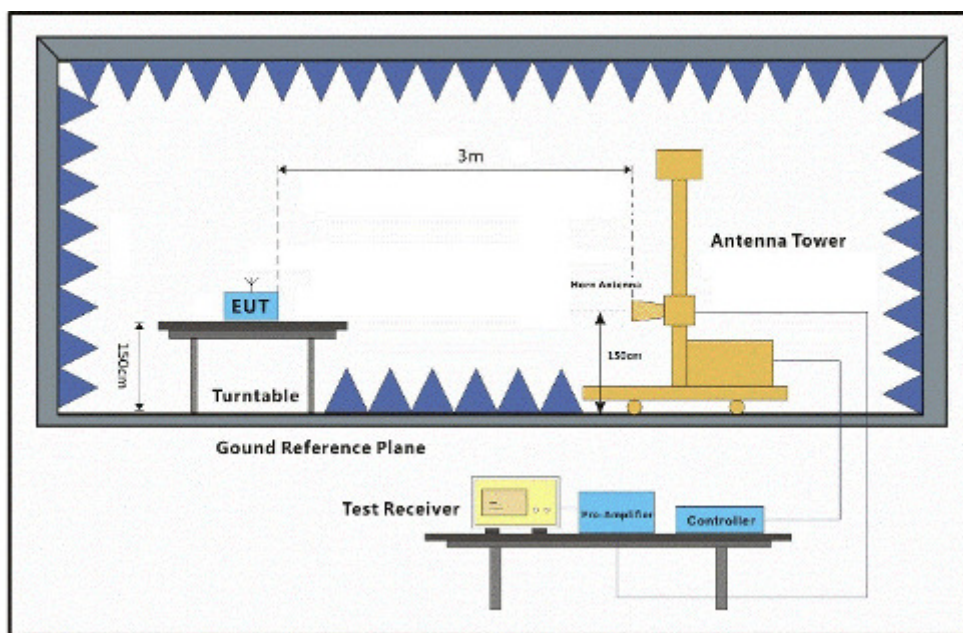 3m
Antenna Tower
Horn Antenna
EUT
150cm
150cm
Turntable
Gound Reference Plane
Test Receiver
Pre-Amplifier
Controller